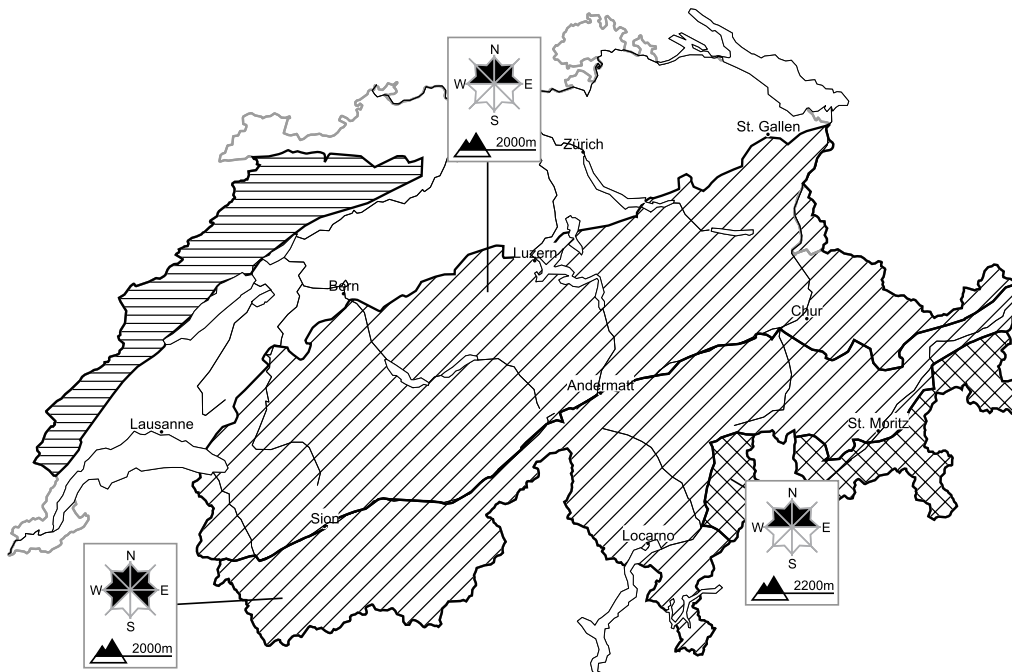 N
W E
S
2000m
Zürich
St. Gallen
Luzern
Bern
Chur
Andermatt
Lausanne
St. Moritz
N
W E
S
2200m
Sion
Locarno
N
W E
S
2000m